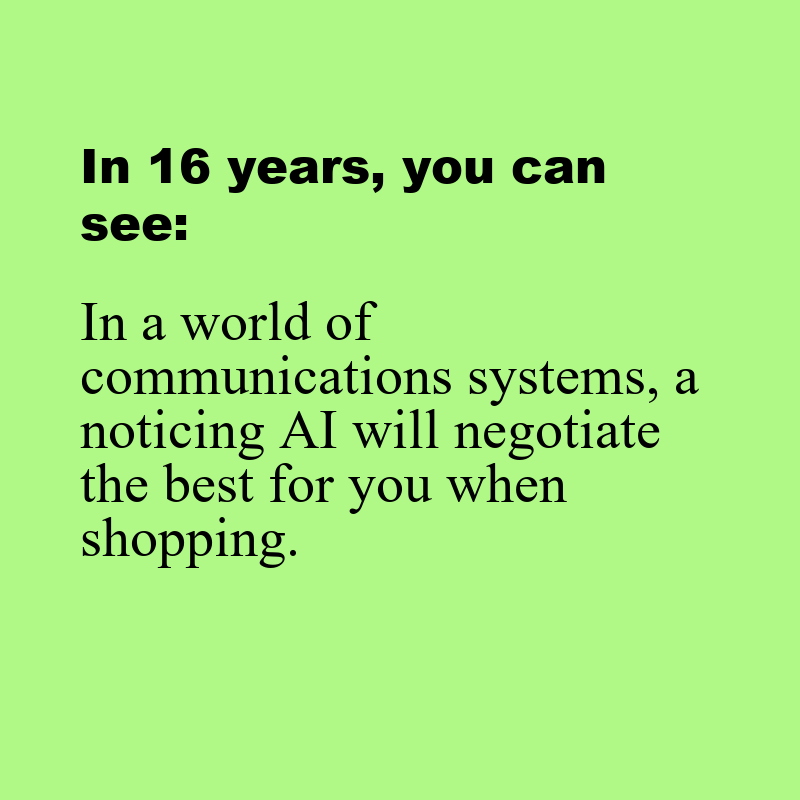 In 16 years, you can
see:
In a world of
communications systems, a
noticing AI will negotiate
the best for you when
shopping.